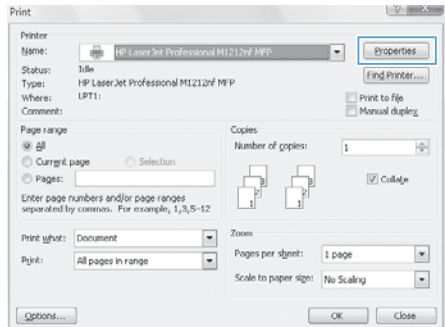 Print
Printer
Name: HP LaserJet Professional M1212nf MFP Properties
Status: Idle
Type: HP LaserJet Professional M1212nf MFP Find Printer...
Where: LPT1: Print to file
Comment: Manual duplex
Page range
All
Current page Selection
Pages:
Enter page numbers and/or page ranges
separated by commas. For example, 1,3,5-12
Copies
Number of copies: 1
1 1 Collate
Print what: Document
Print: All pages in range
Zoom
Pages per sheet: 1 page
Scale to paper size: No Scaling
Options... OK Close